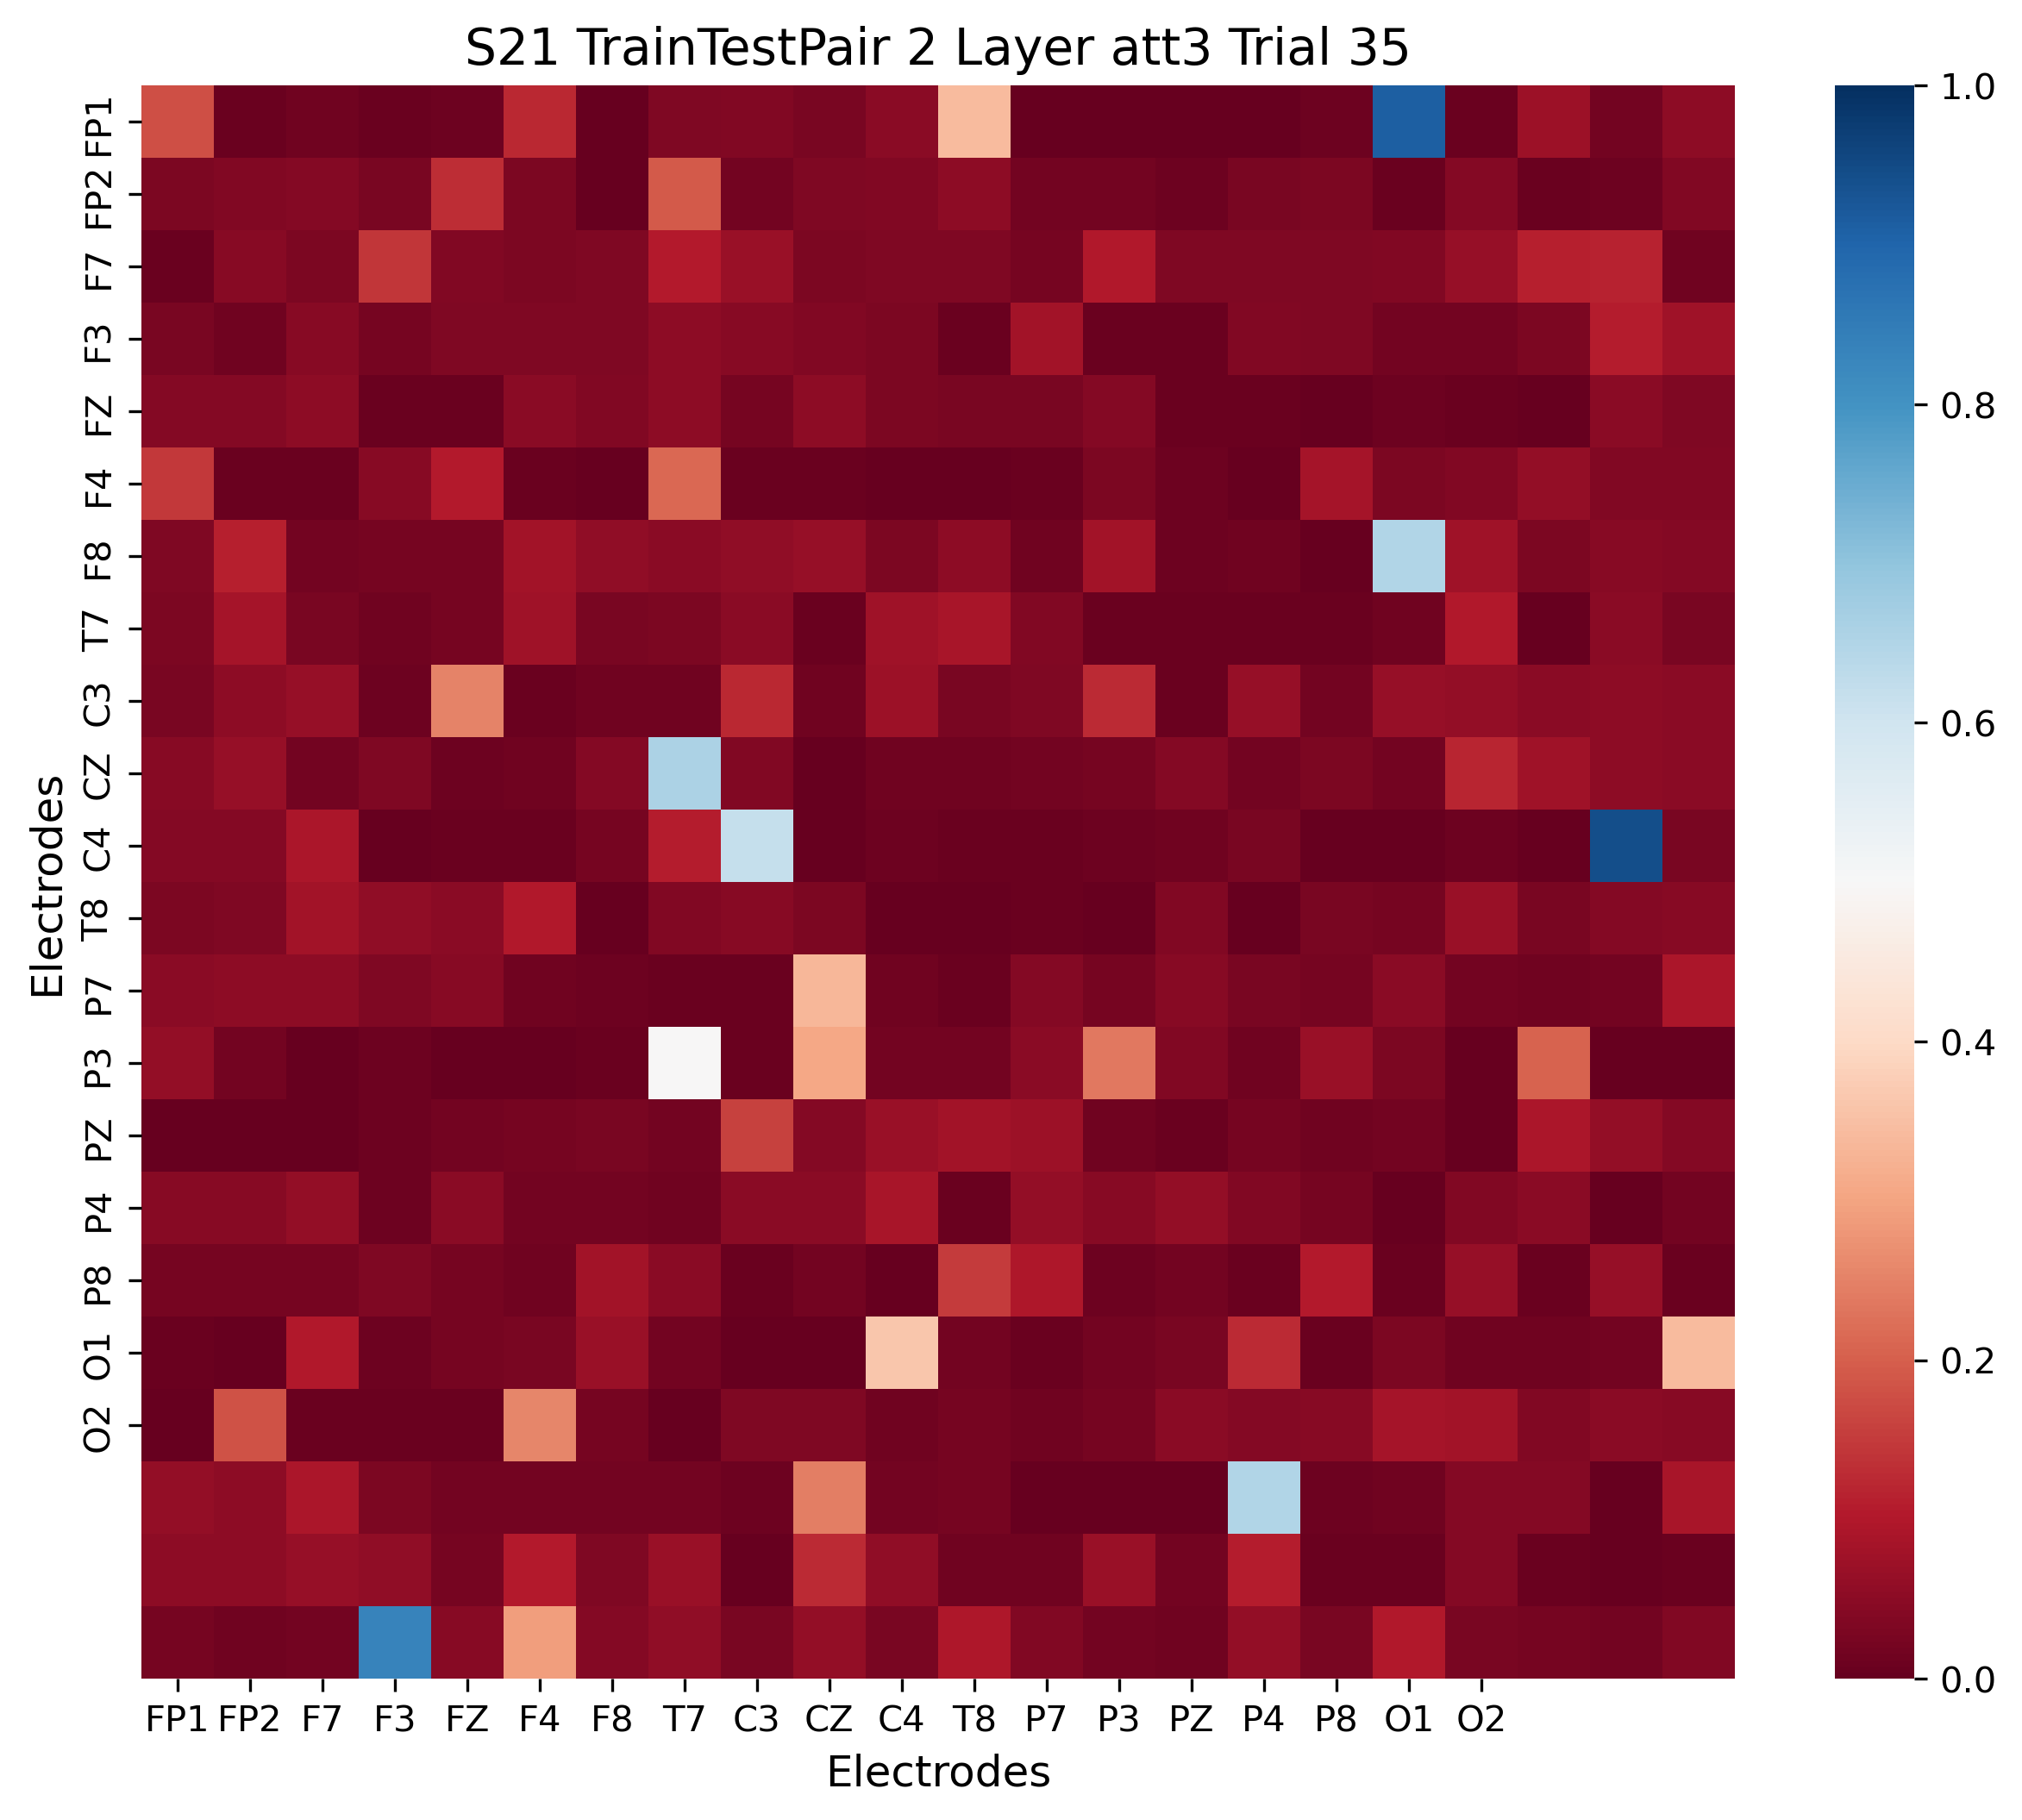 S21 TrainTestPair 2 Layer att3 Trial 35
Electrodes
FP1
FP2
F7
F3
FZ
F4
F8
T7
C3
CZ
C4
T8
P7
P3
PZ
P4
P8
O1
O2
FP1 FP2 F7 F3 FZ F4 F8 T7 C3 CZ C4 T8 P7 P3 PZ P4 P8 O1 O2
Electrodes
1.0
0.8
0.6
0.4
0.2
0.0